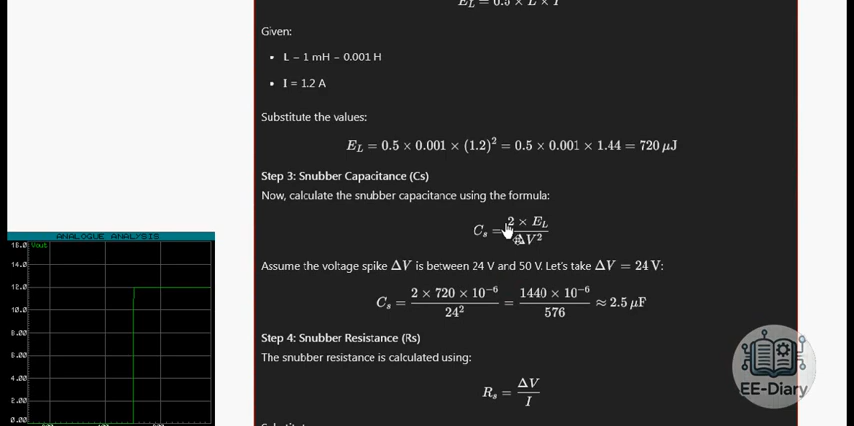 E_L = 0.5 × L × I
Given:
• L – 1 mH – 0.001 H
• I = 1.2 A
Substitute the values:
E_L = 0.5 × 0.001 × (1.2)² = 0.5 × 0.001 × 1.44 = 720 μJ
Step 3: Snubber Capacitance (Cs)
Now, calculate the snubber capacitance using the formula:
C_s = 2 × E_L / ΔV²
Assume the voltage spike ΔV is between 24 V and 50 V. Let's take ΔV = 24 V:
C_s = 2 × 720 × 10⁻⁶ / 24² = 1440 × 10⁻⁶ / 576 ≈ 2.5 μF
Step 4: Snubber Resistance (Rs)
The snubber resistance is calculated using:
R_s = ΔV / I
ANALOGUE ANALYSIS
Vout
14.0
12.0
10.0
8.00
6.00
4.00
2.00
0.00
EE-Diary